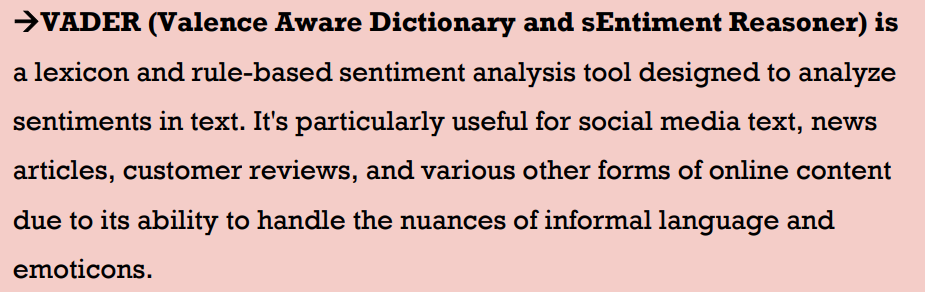 →VADER (Valence Aware Dictionary and sEntiment Reasoner) is
a lexicon and rule-based sentiment analysis tool designed to analyze
sentiments in text. It's particularly useful for social media text, news
articles, customer reviews, and various other forms of online content
due to its ability to handle the nuances of informal language and
emoticons.